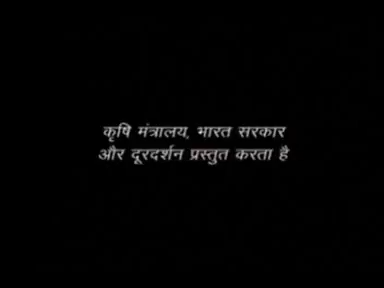 कृषि मंत्रालय, भारत सरकार
और दूरदर्शन प्रस्तुत करता है